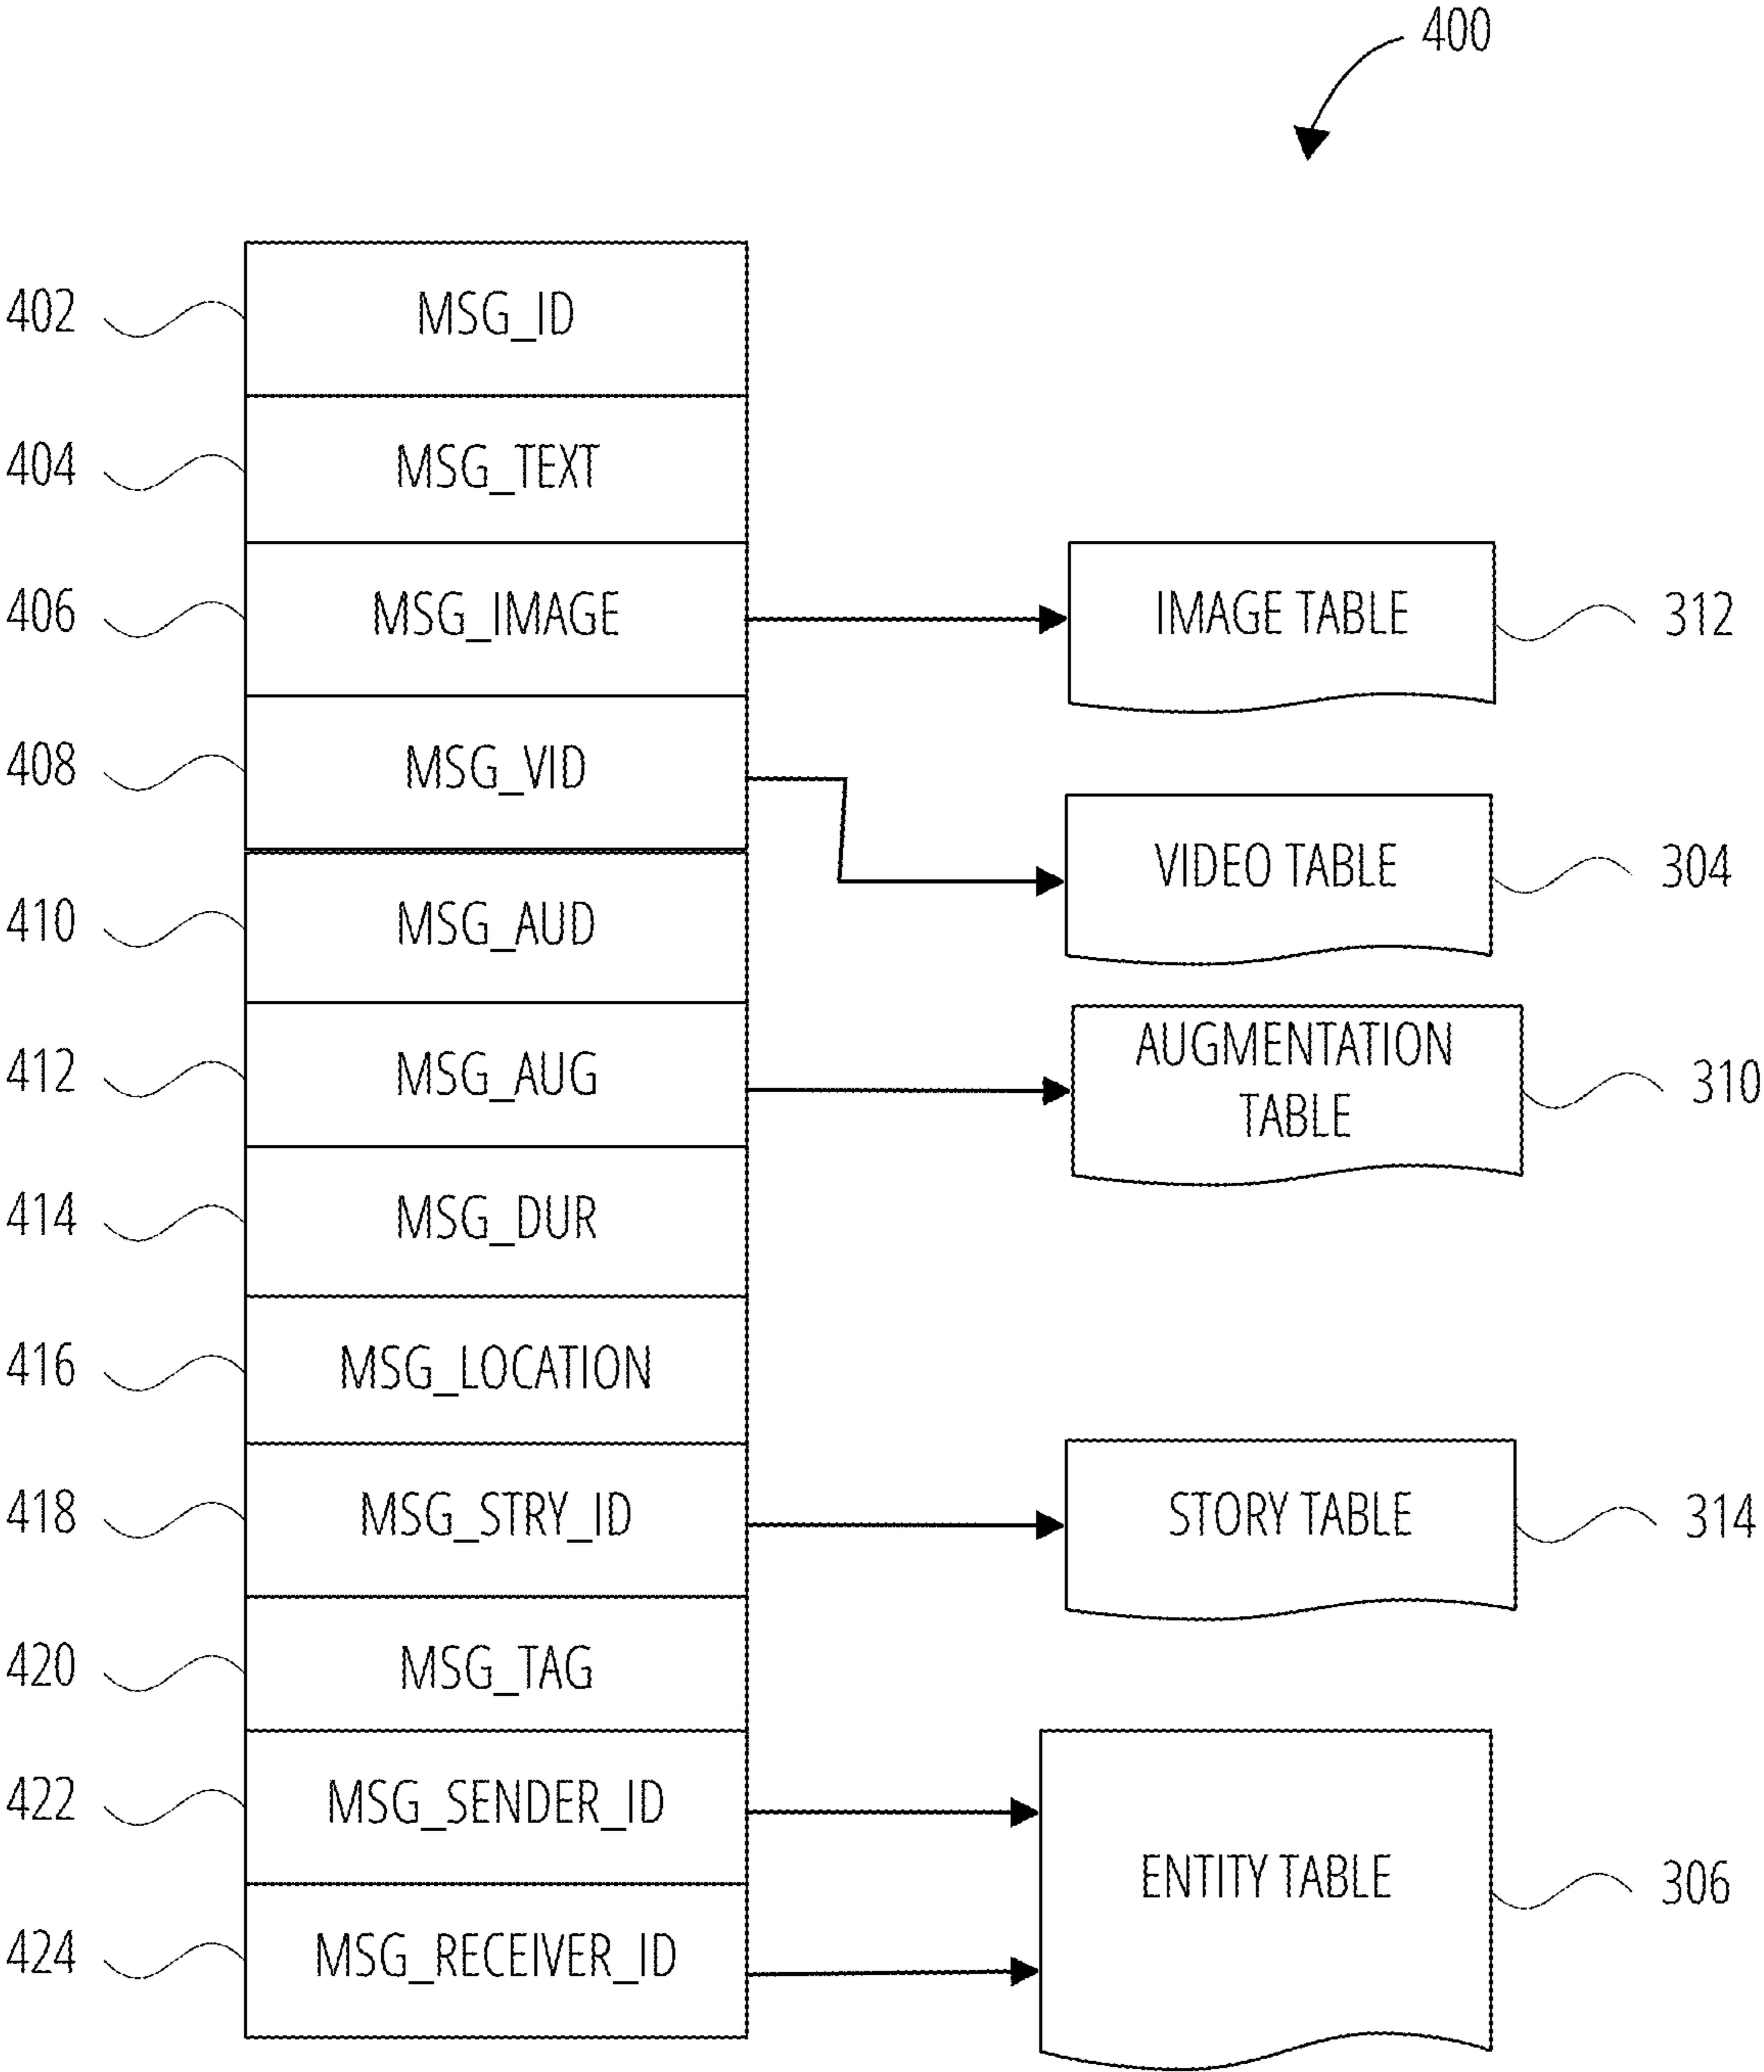 400
402 MSG_ID
404 MSG_TEXT
406 MSG_IMAGE IMAGE TABLE 312
408 MSG_VID
VIDEO TABLE 304
410 MSG_AUD
412 MSG_AUG AUGMENTATION
TABLE 310
414 MSG_DUR
416 MSG_LOCATION
418 MSG_STRY_ID STORY TABLE 314
420 MSG_TAG
422 MSG_SENDER_ID
ENTITY TABLE 306
424 MSG_RECEIVER_ID